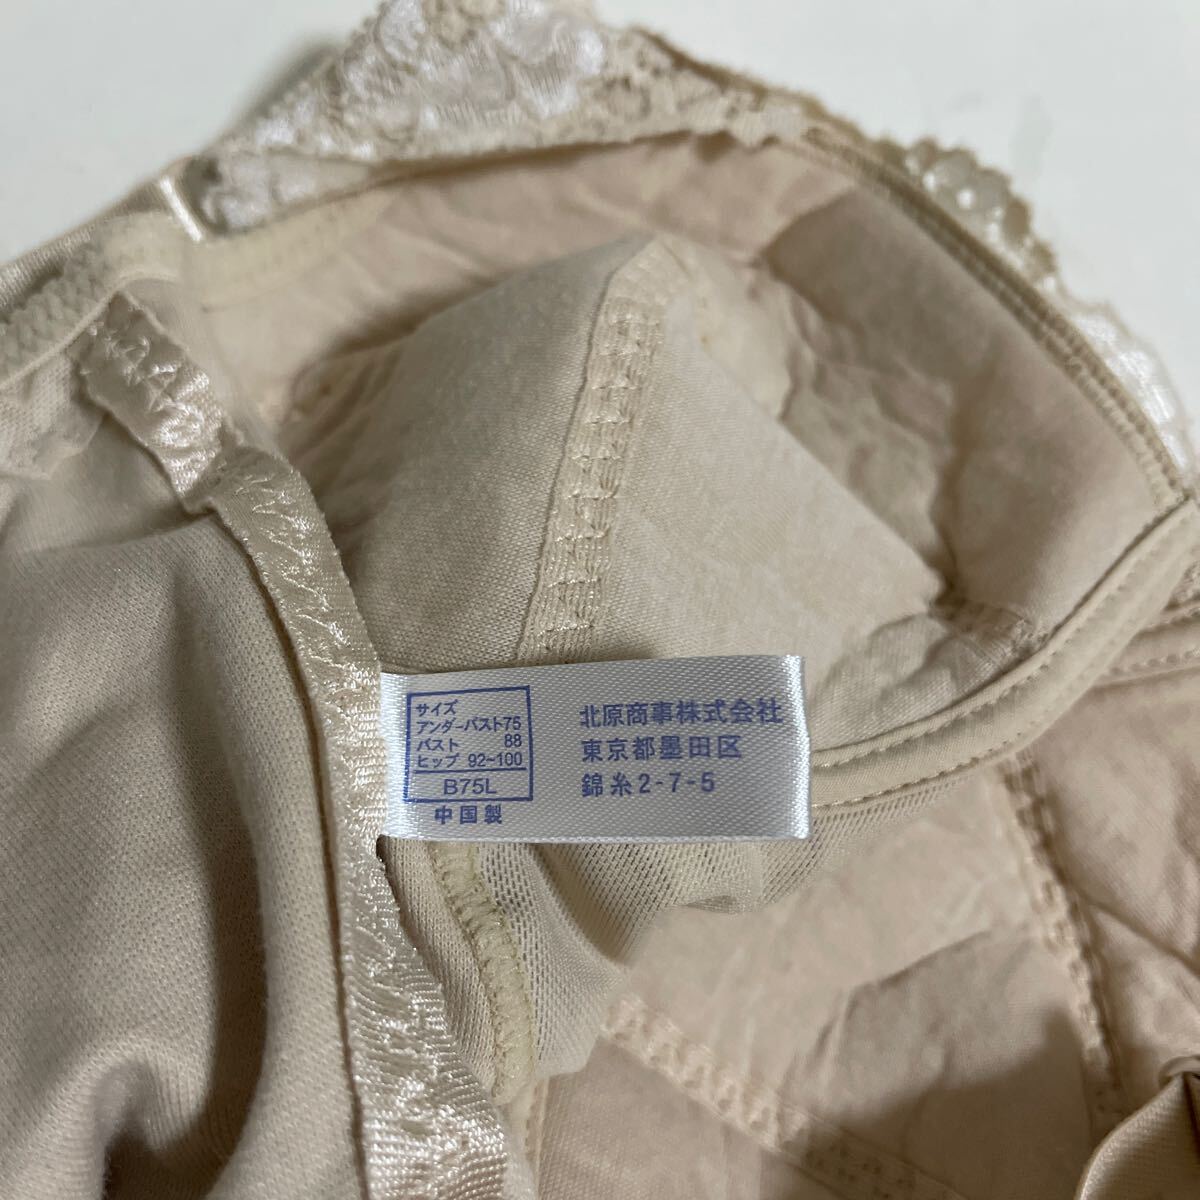 サイズ
アンダーバスト75
バスト 88
ヒップ 92~100
B75L
中国製
北原商事株式会社
東京都墨田区
錦糸2-7-5